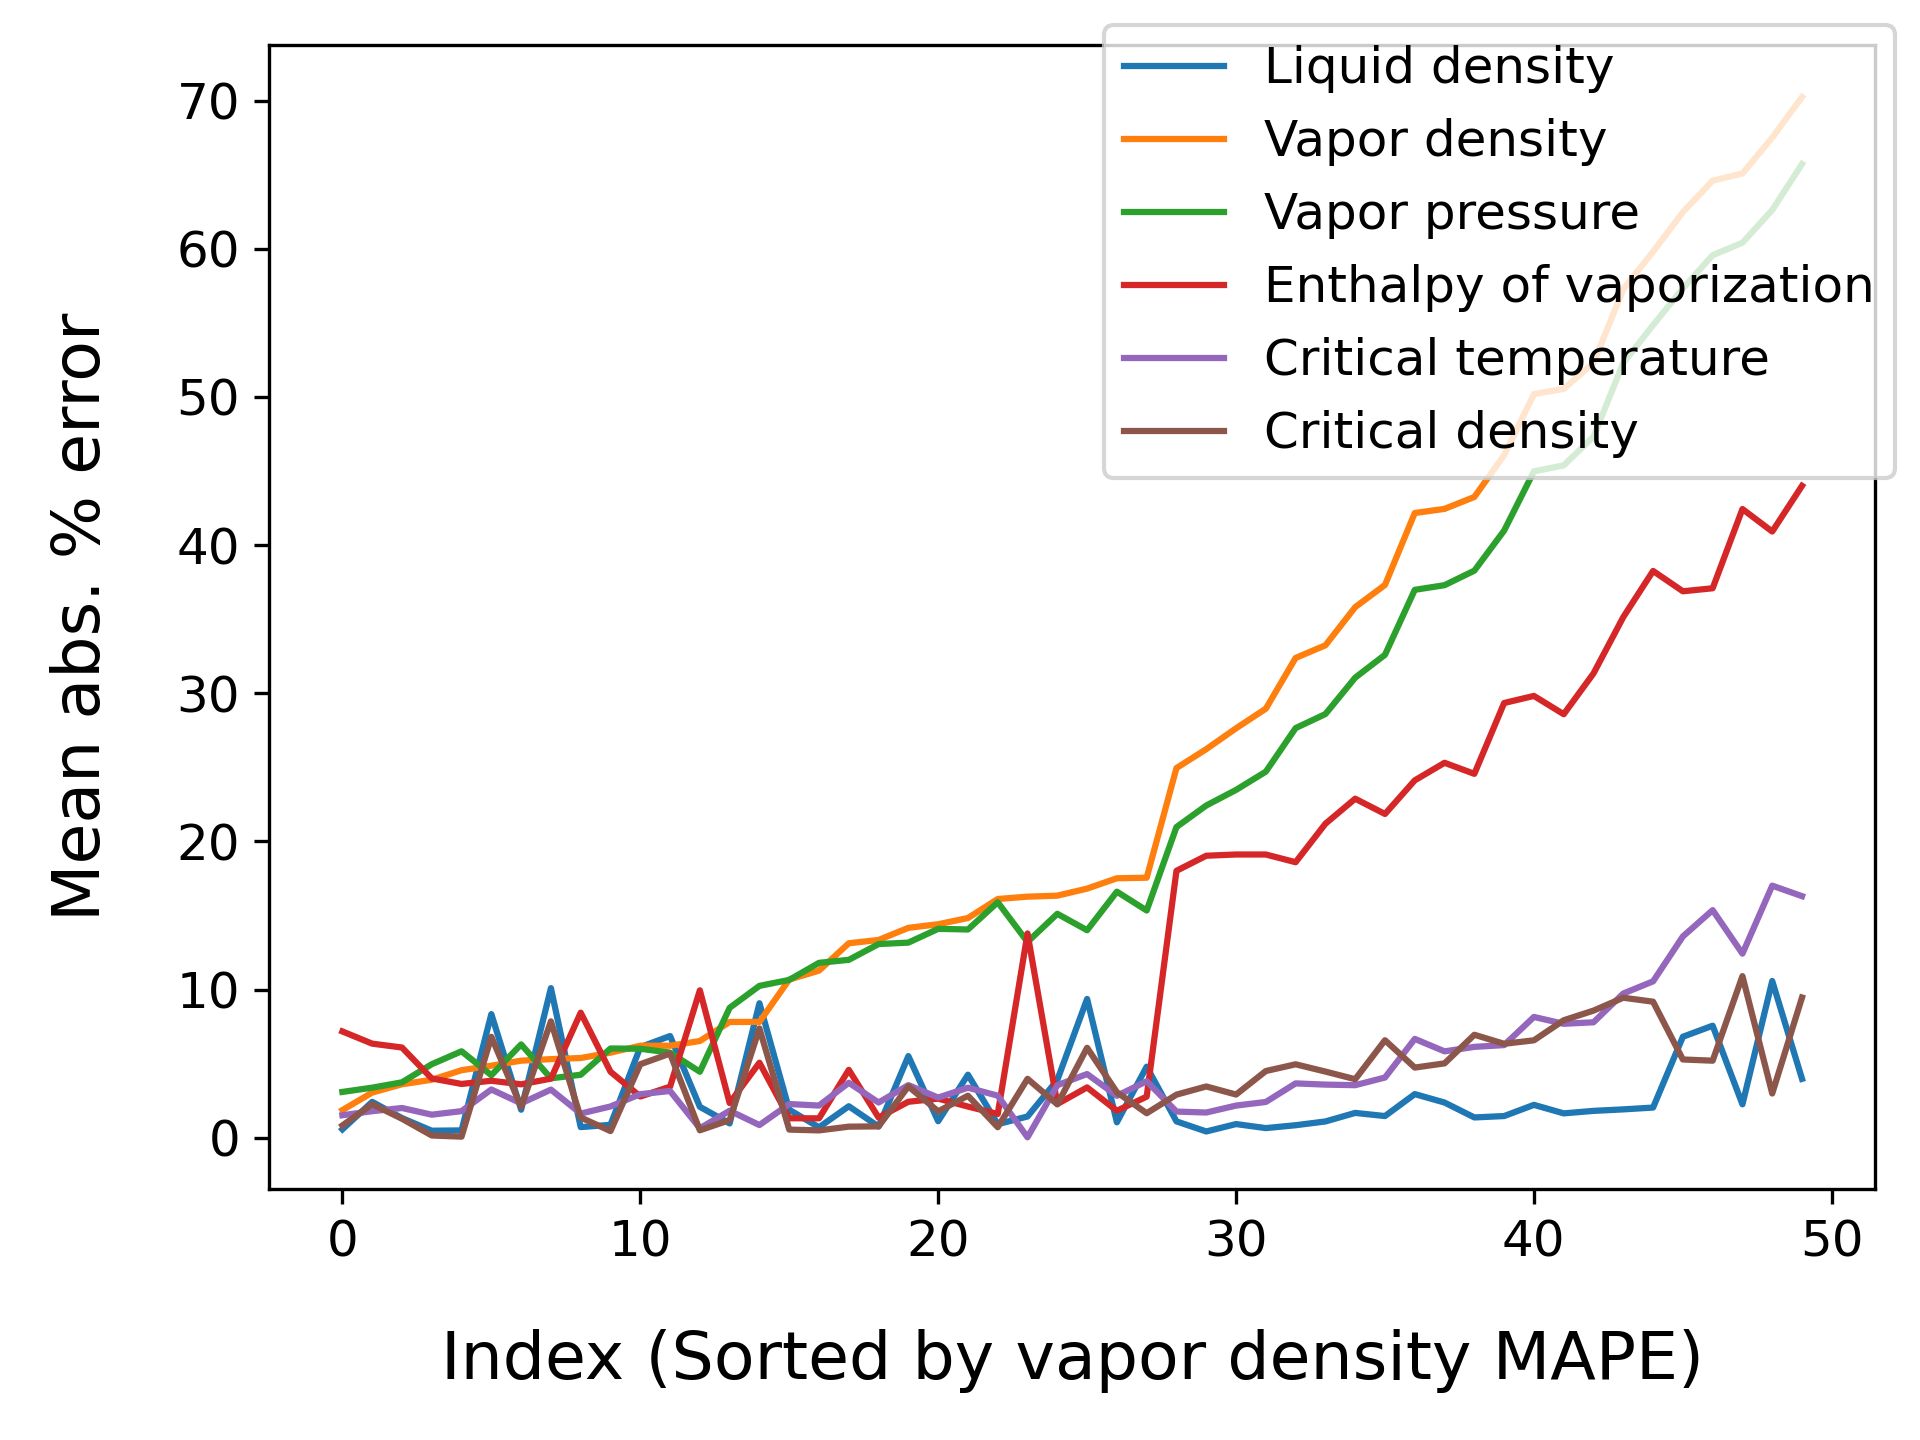 Liquid density
Vapor density
Vapor pressure
Enthalpy of vaporization
Critical temperature
Critical density
Mean abs. % error
70
60
50
40
30
20
10
0
0 10 20 30 40 50
Index (Sorted by vapor density MAPE)